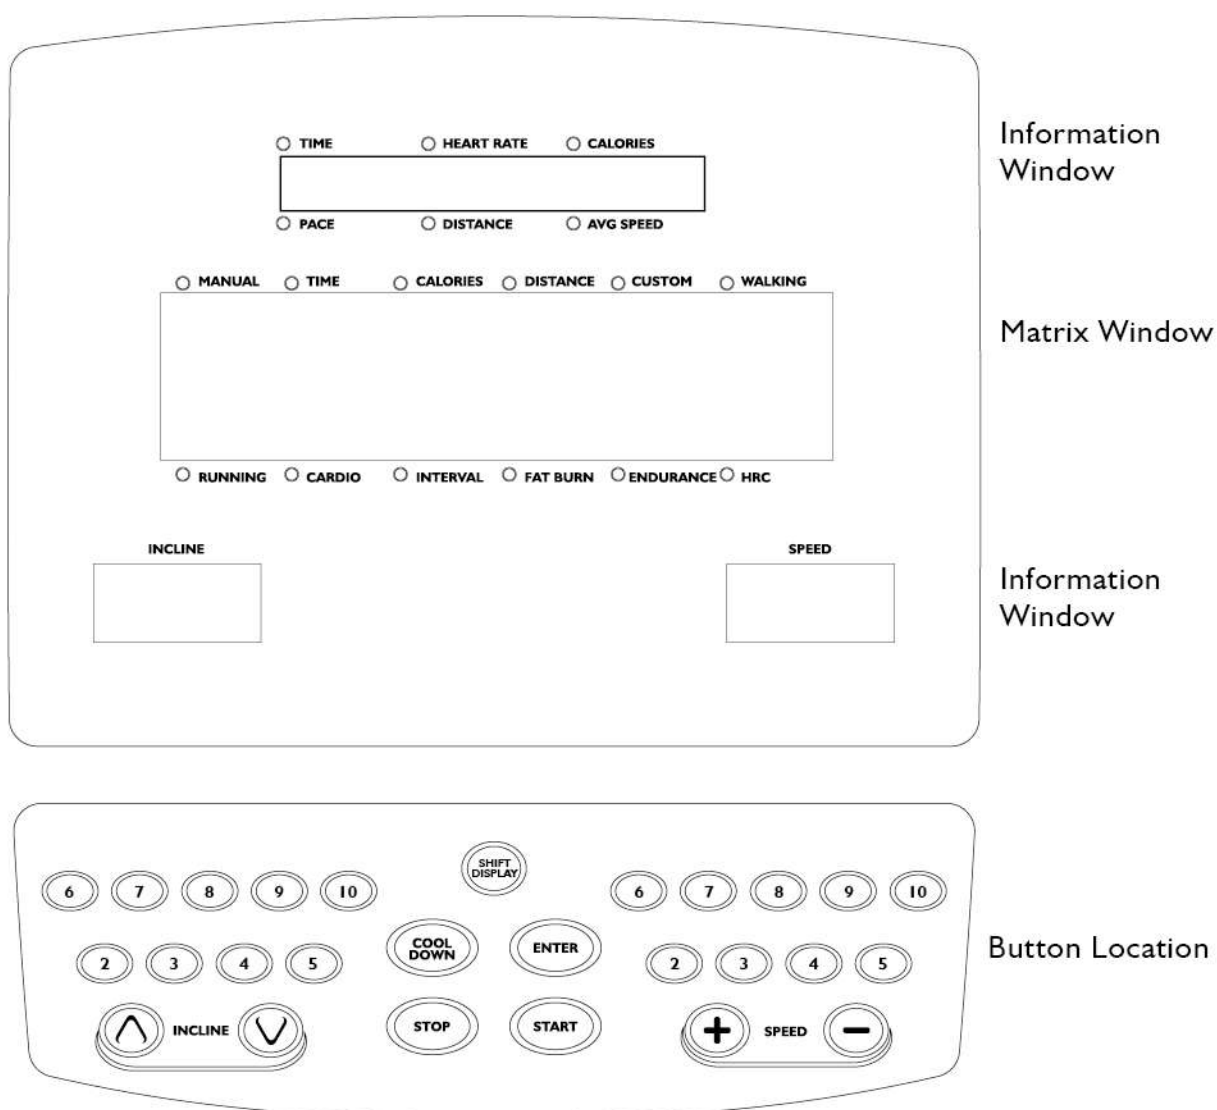 TIME HEART RATE CALORIES
Information
Window
PACE DISTANCE AVG SPEED
MANUAL TIME CALORIES DISTANCE CUSTOM WALKING
Matrix Window
RUNNING CARDIO INTERVAL FAT BURN ENDURANCE HRC
INCLINE SPEED
Information
Window
SHIFT
DISPLAY
6 7 8 9 10 6 7 8 9 10
COOL
DOWN
ENTER
Button Location
2 3 4 5 2 3 4 5
INCLINE STOP START + SPEED −